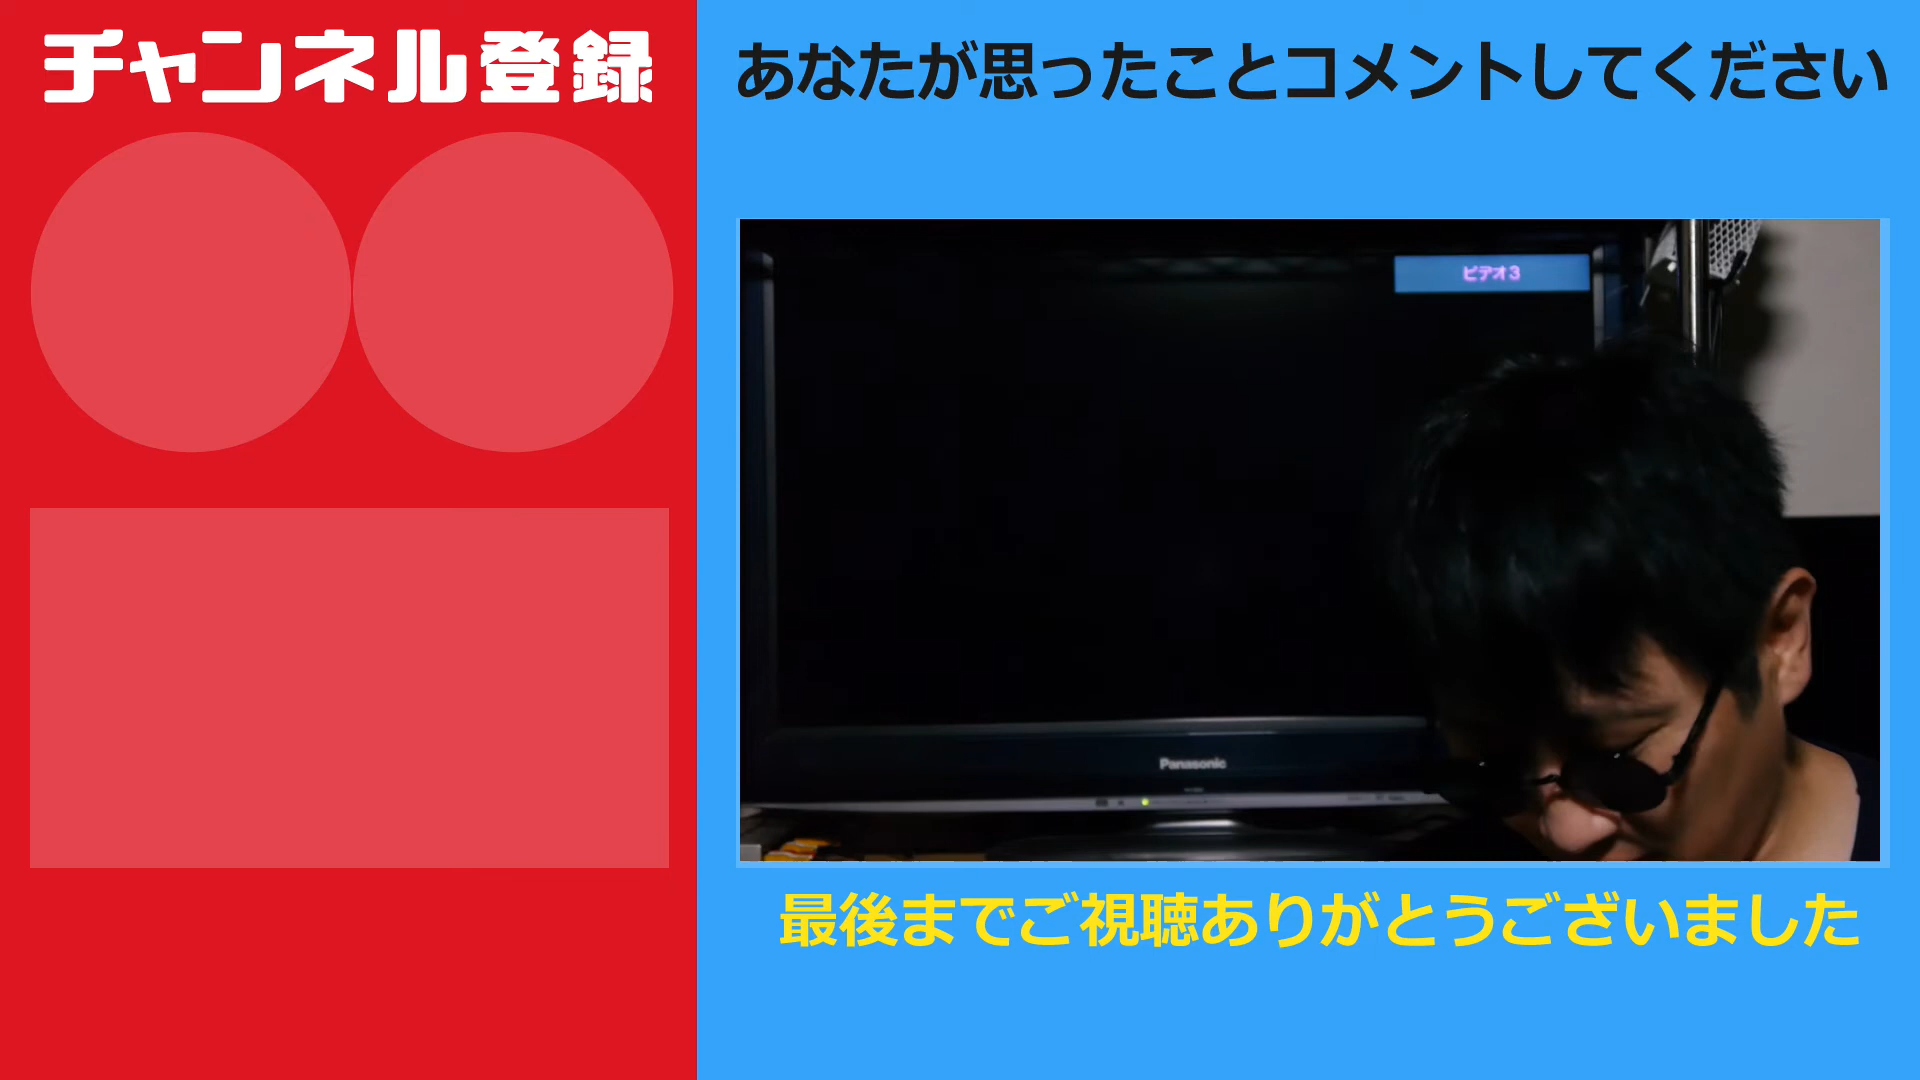 チャンネル登録
あなたが思ったことコメントしてください
ビデオ3
Panasonic
最後までご視聴ありがとうございました